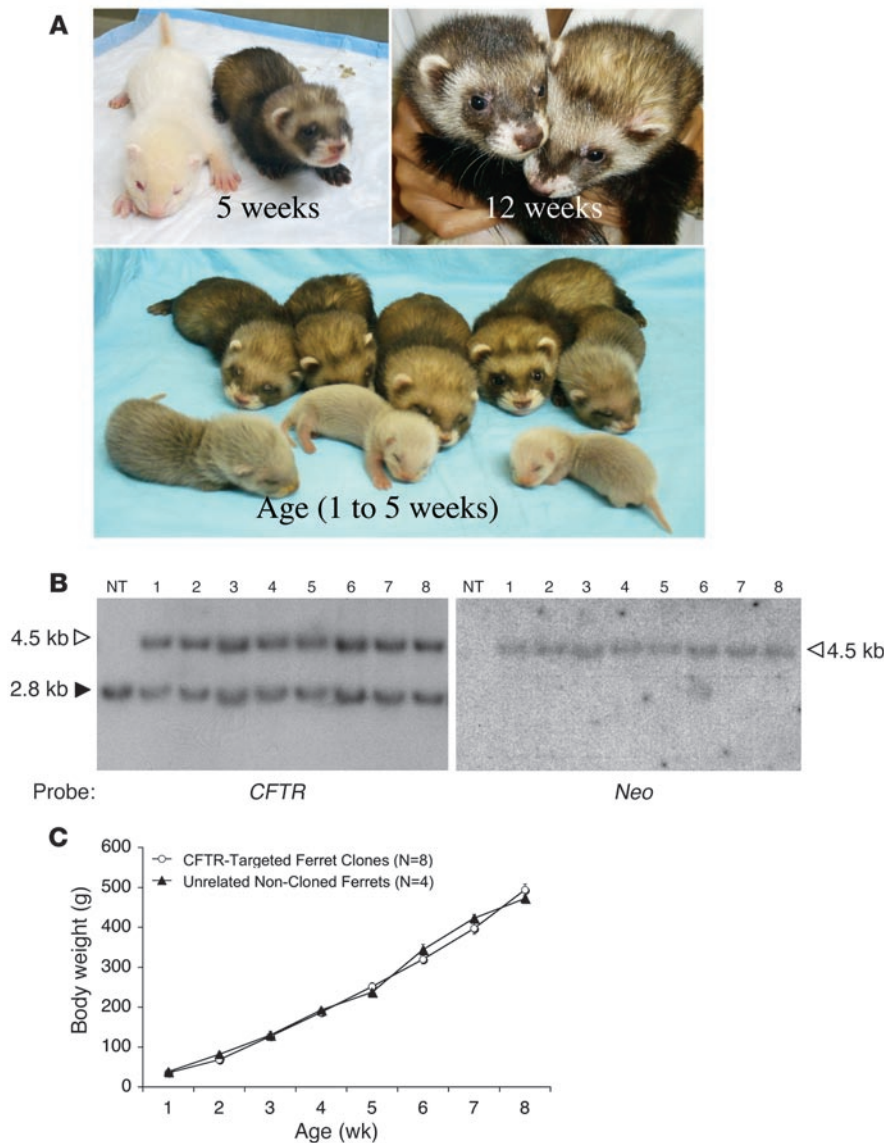 A
5 weeks
12 weeks
Age (1 to 5 weeks)
B
NT 1 2 3 4 5 6 7 8
NT 1 2 3 4 5 6 7 8
4.5 kb ▷
◁ 4.5 kb
2.8 kb ▶
Probe: CFTR Neo
C
600
500
400
300
200
100
0
Body weight (g)
CFTR-Targeted Ferret Clones (N=8)
Unrelated Non-Cloned Ferrets (N=4)
1 2 3 4 5 6 7 8
Age (wk)